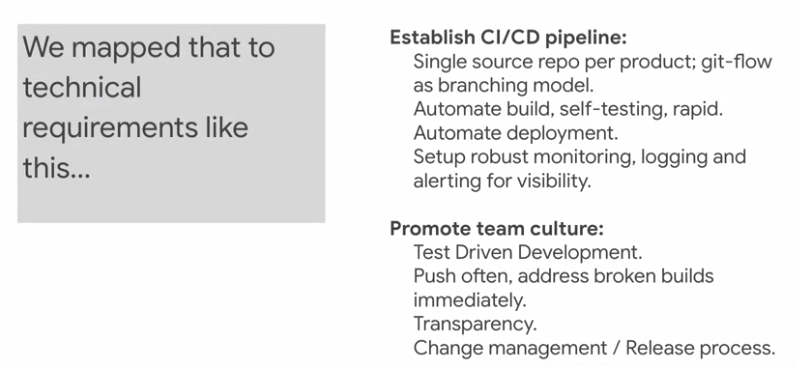 We mapped that to
technical
requirements like
this...
Establish CI/CD pipeline:
Single source repo per product; git-flow
as branching model.
Automate build, self-testing, rapid.
Automate deployment.
Setup robust monitoring, logging and
alerting for visibility.
Promote team culture:
Test Driven Development.
Push often, address broken builds
immediately.
Transparency.
Change management / Release process.